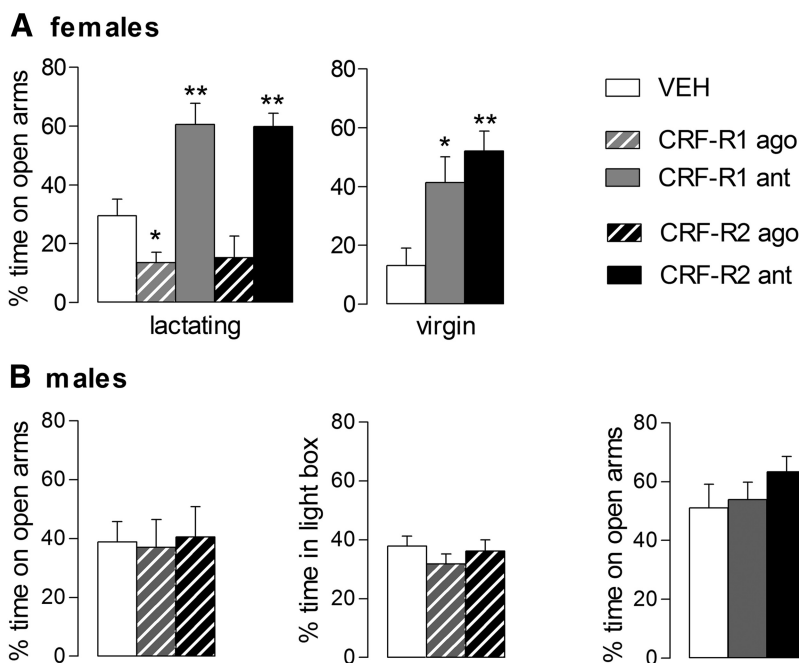 A females
% time on open arms
80
60
40
20
0
*
**
**
lactating
80
60
40
20
0
*
**
virgin
VEH
CRF-R1 ago
CRF-R1 ant
CRF-R2 ago
CRF-R2 ant
B males
% time on open arms
80
60
40
20
0
% time in light box
80
60
40
20
0
% time on open arms
80
60
40
20
0